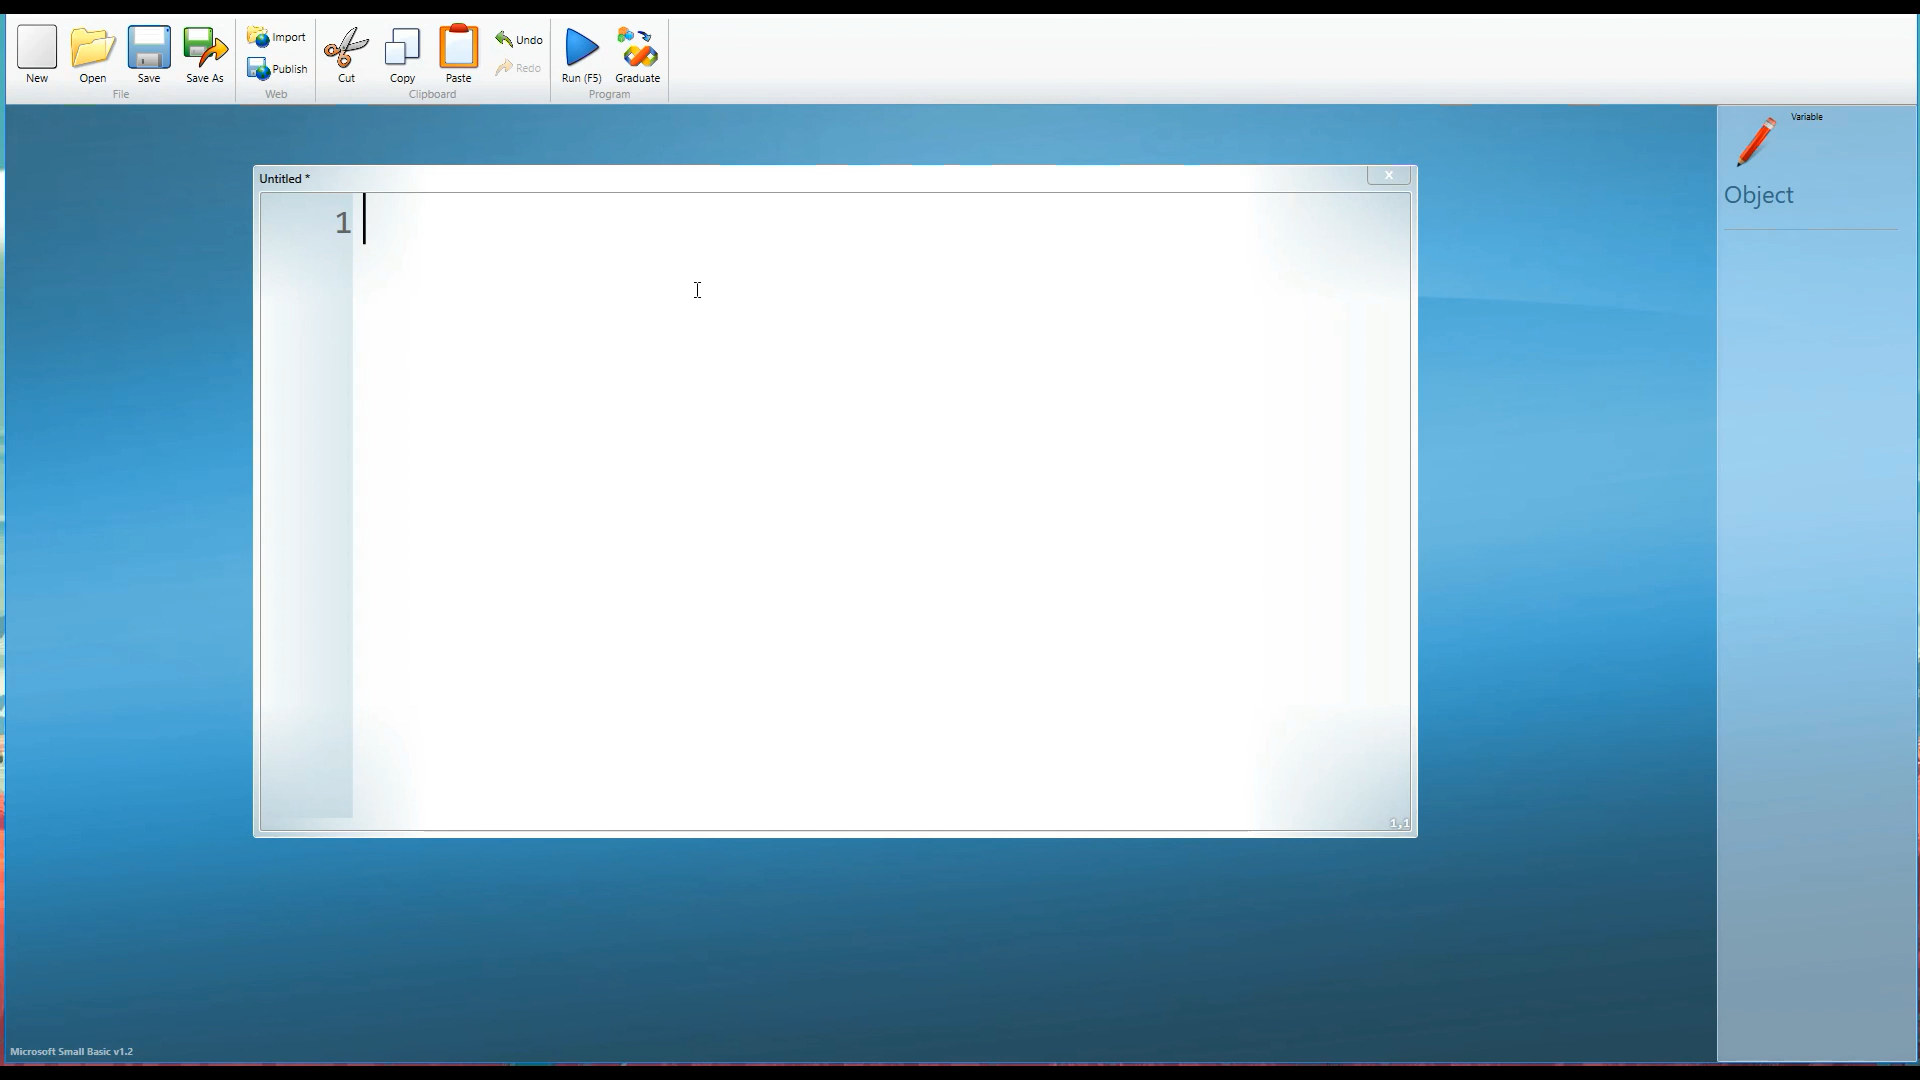 New
Open
Save
Save As
File
Import
Publish
Web
Cut
Copy
Paste
Undo
Redo
Clipboard
Run (F5)
Graduate
Program
Variable
Object
Untitled *
X
1
1,1
Microsoft Small Basic v1.2